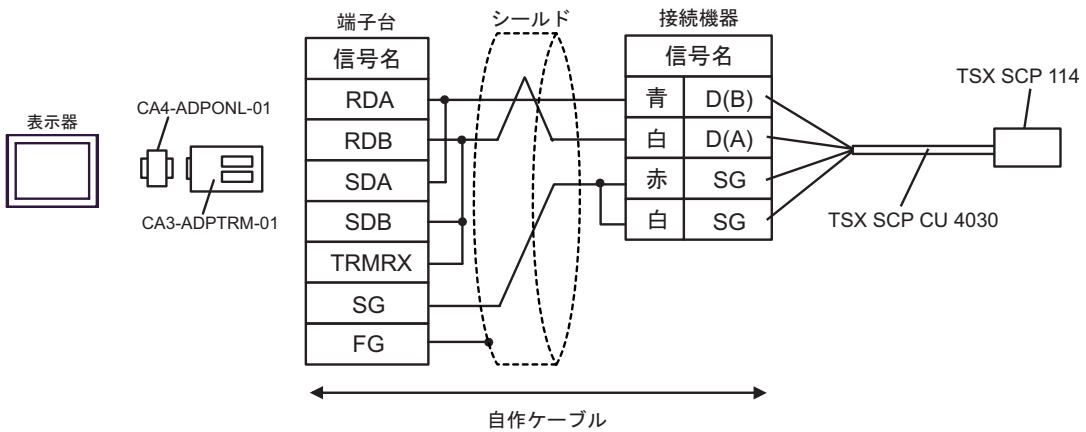 端子台
シールド
接続機器
信号名
信号名
RDA
RDB
SDA
SDB
TRMRX
SG
FG
青 D(B)
白 D(A)
赤 SG
白 SG
表示器
CA4-ADPONL-01
CA3-ADPTRM-01
TSX SCP 114
TSX SCP CU 4030
自作ケーブル